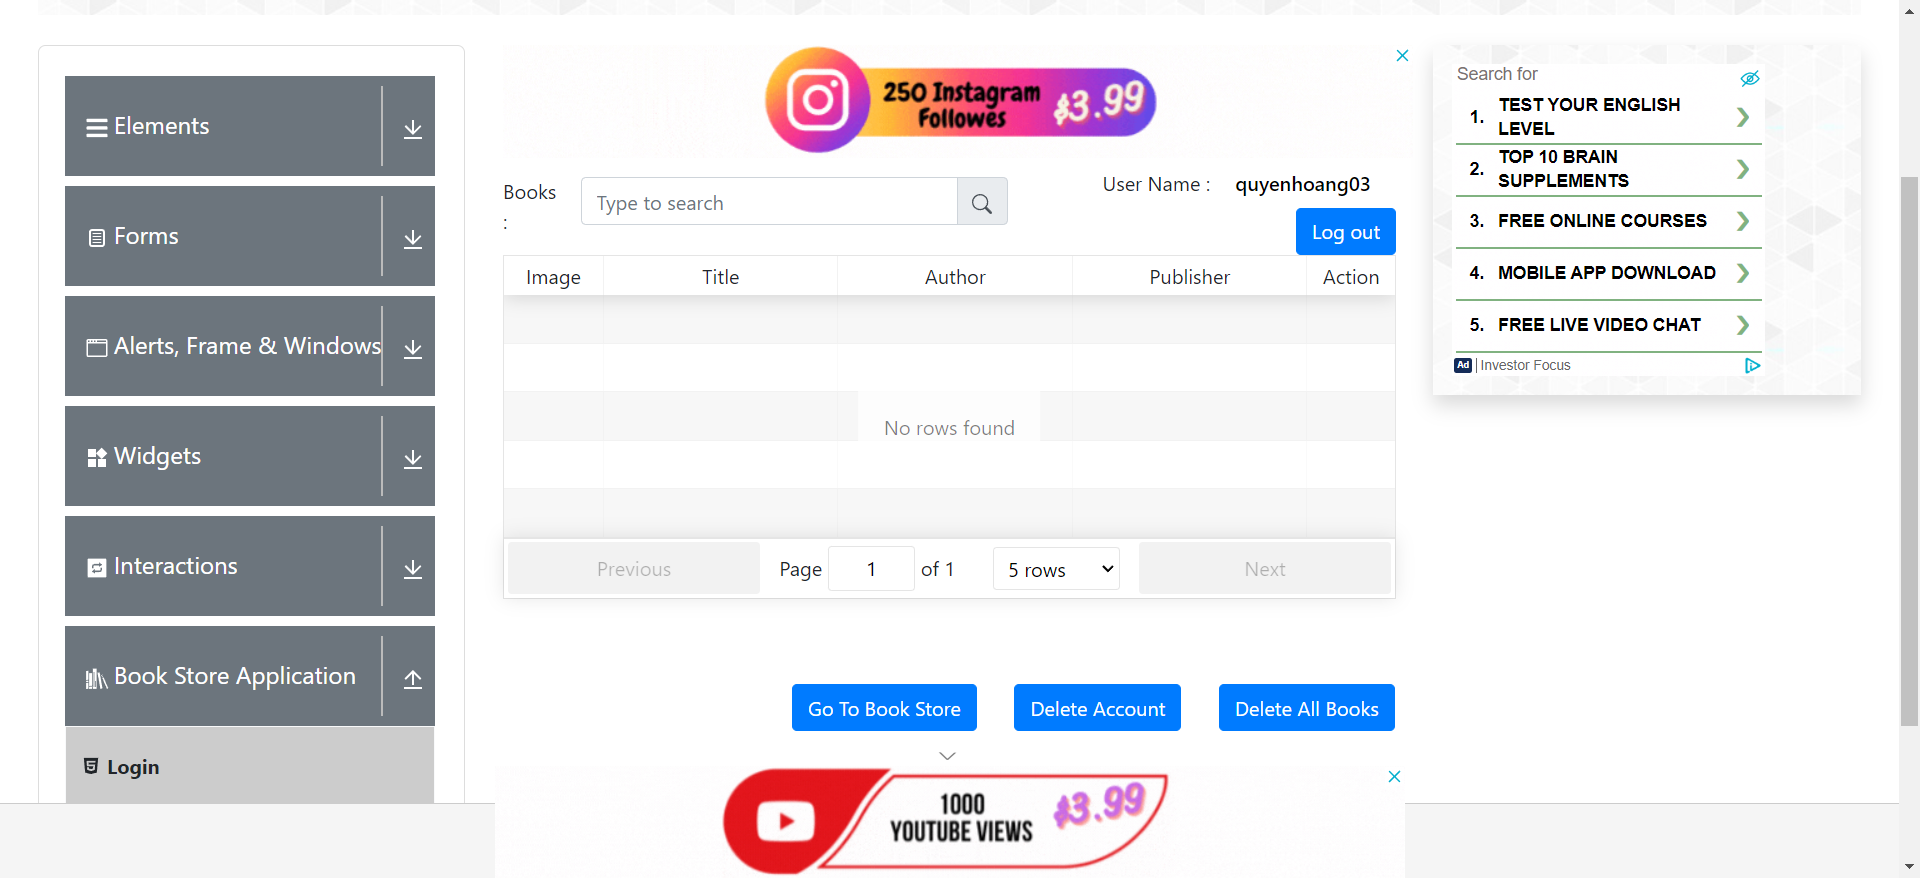 Elements
Forms
Alerts, Frame & Windows
Widgets
Interactions
Book Store Application
Login
250 Instagram
Followes
$3.99
Books
:
Type to search
User Name :
quyenhoang03
Log out
Image
Title
Author
Publisher
Action
No rows found
Previous
Page
1
of 1
5 rows
Next
Go To Book Store
Delete Account
Delete All Books
1000
YOUTUBE VIEWS
$3.99
Search for
1. TEST YOUR ENGLISH
LEVEL
2. TOP 10 BRAIN
SUPPLEMENTS
3. FREE ONLINE COURSES
4. MOBILE APP DOWNLOAD
5. FREE LIVE VIDEO CHAT
Ad | Investor Focus